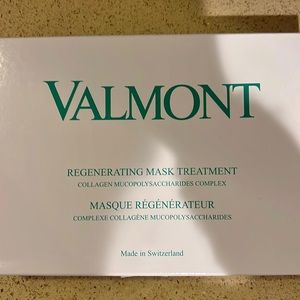 VALMONT
REGENERATING MASK TREATMENT
COLLAGEN MUCOPOLYSACCHARIDES COMPLEX
MASQUE RÉGÉNÉRATEUR
COMPLEXE COLLAGÈNE MUCOPOLYSACCHARIDES
Made in Switzerland